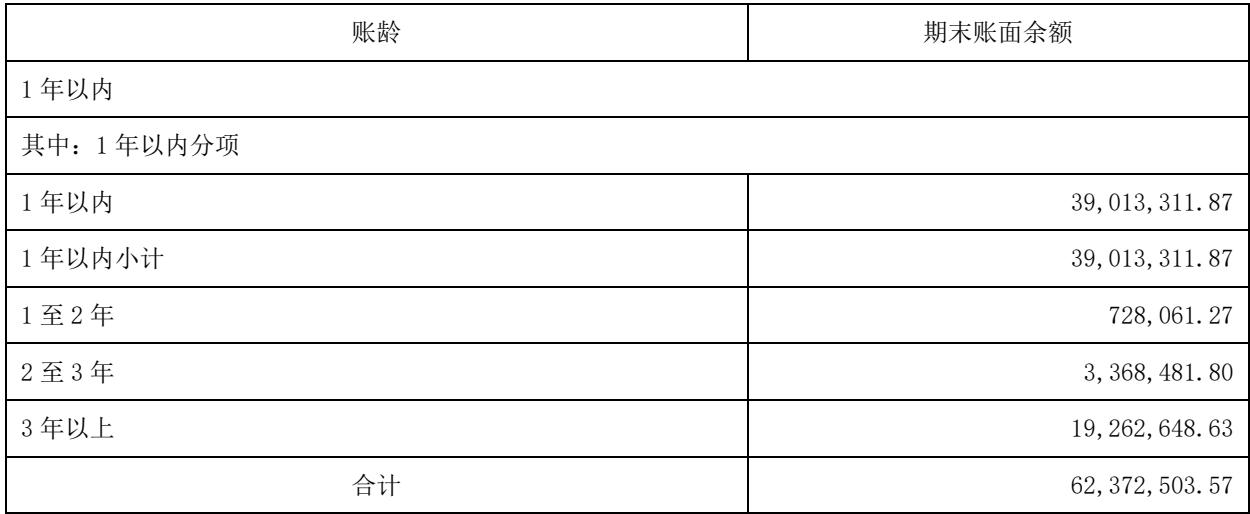 账龄 期末账面余额
1 年以内
其中：1 年以内分项
1 年以内 39,013,311.87
1 年以内小计 39,013,311.87
1 至 2 年 728,061.27
2 至 3 年 3,368,481.80
3 年以上 19,262,648.63
合计 62,372,503.57